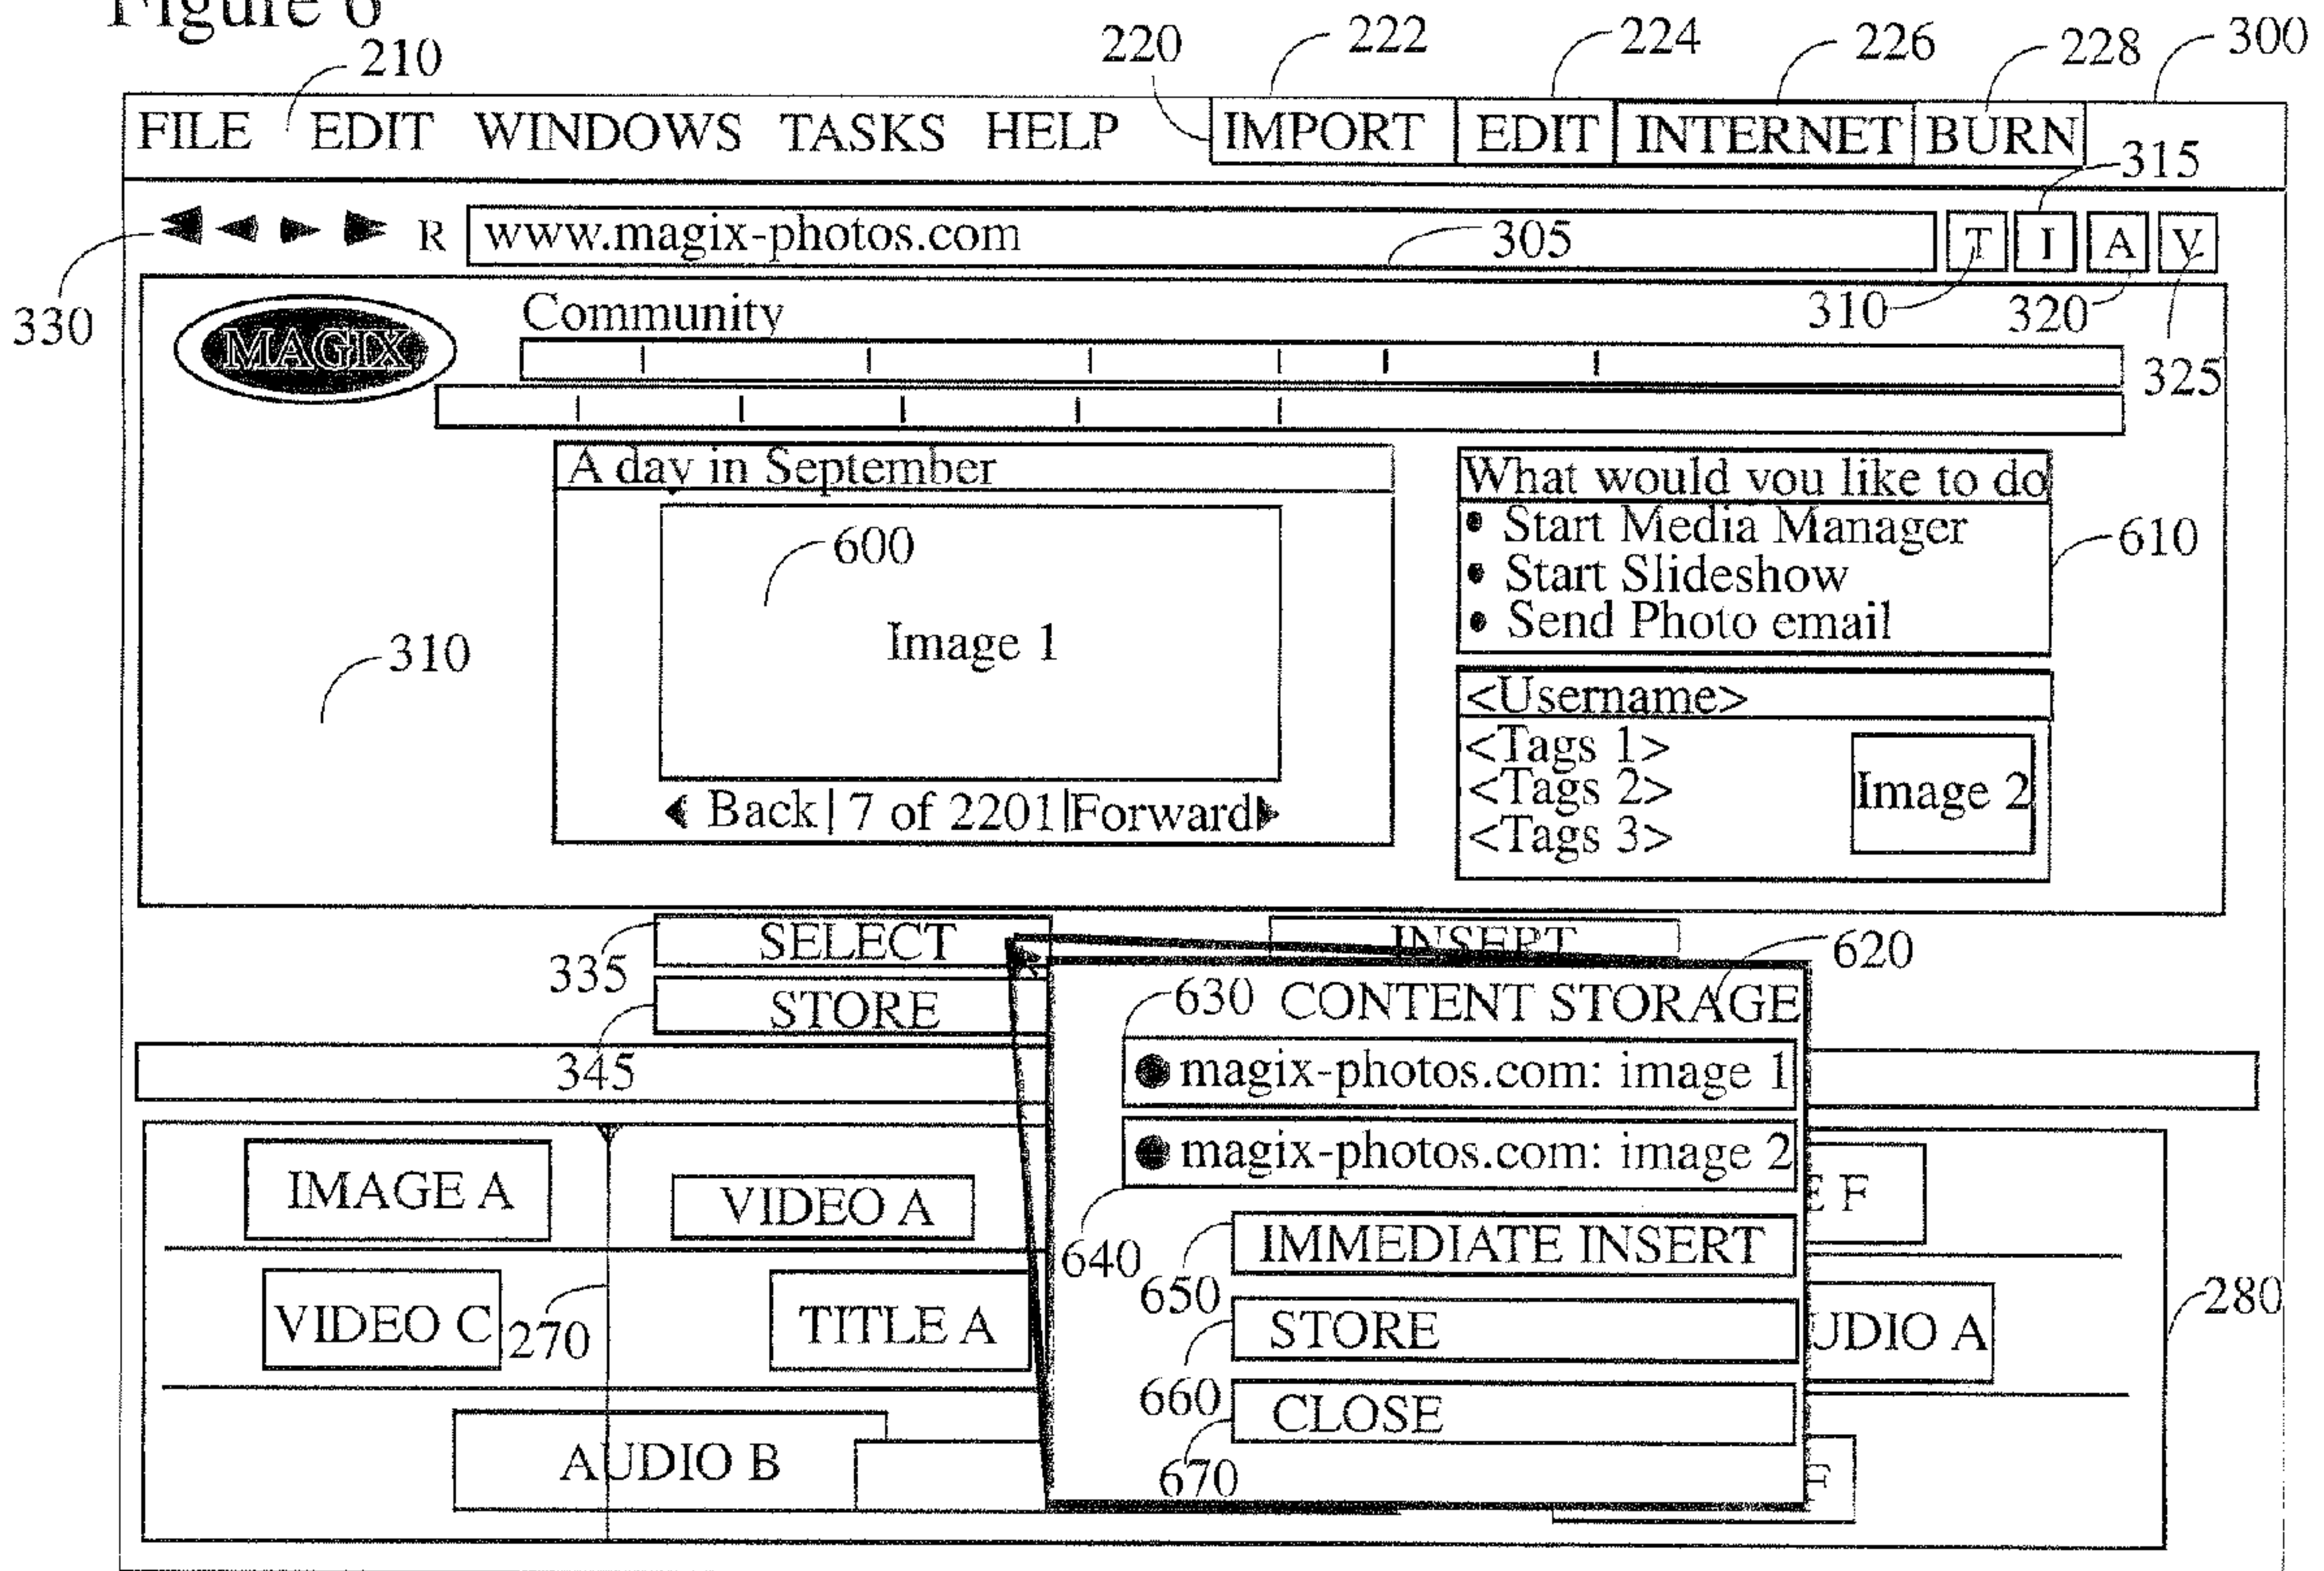 Figure 6
210 220 222 224 226 228 300
FILE EDIT WINDOWS TASKS HELP IMPORT EDIT INTERNET BURN
315
R www.magix-photos.com 305 T I A V
330 310 320
MAGIX Community
325
A day in September What would you like to do
600 • Start Media Manager 610
• Start Slideshow
Image 1 • Send Photo email
310
<Username>
<Tags 1>
<Tags 2> Image 2
Back | 7 of 2201 | Forward
<Tags 3>
335 SELECT INSERT 620
STORE 630 CONTENT STORAGE
345 magix-photos.com: image 1
magix-photos.com: image 2
IMAGE A VIDEO A E F
640 650 IMMEDIATE INSERT
VIDEO C 270 TITLE A 660 STORE UDIO A 280
670 CLOSE
AUDIO B F